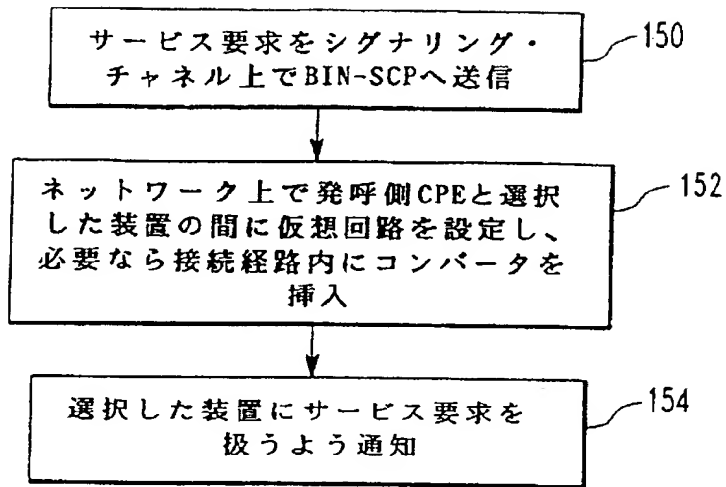 サービス要求をシグナリング・
チャネル上でBIN-SCPへ送信
150
ネットワーク上で発呼側CPEと選択
した装置の間に仮想回路を設定し、
必要なら接続経路内にコンバータを
挿入
152
選択した装置にサービス要求を
扱うよう通知
154